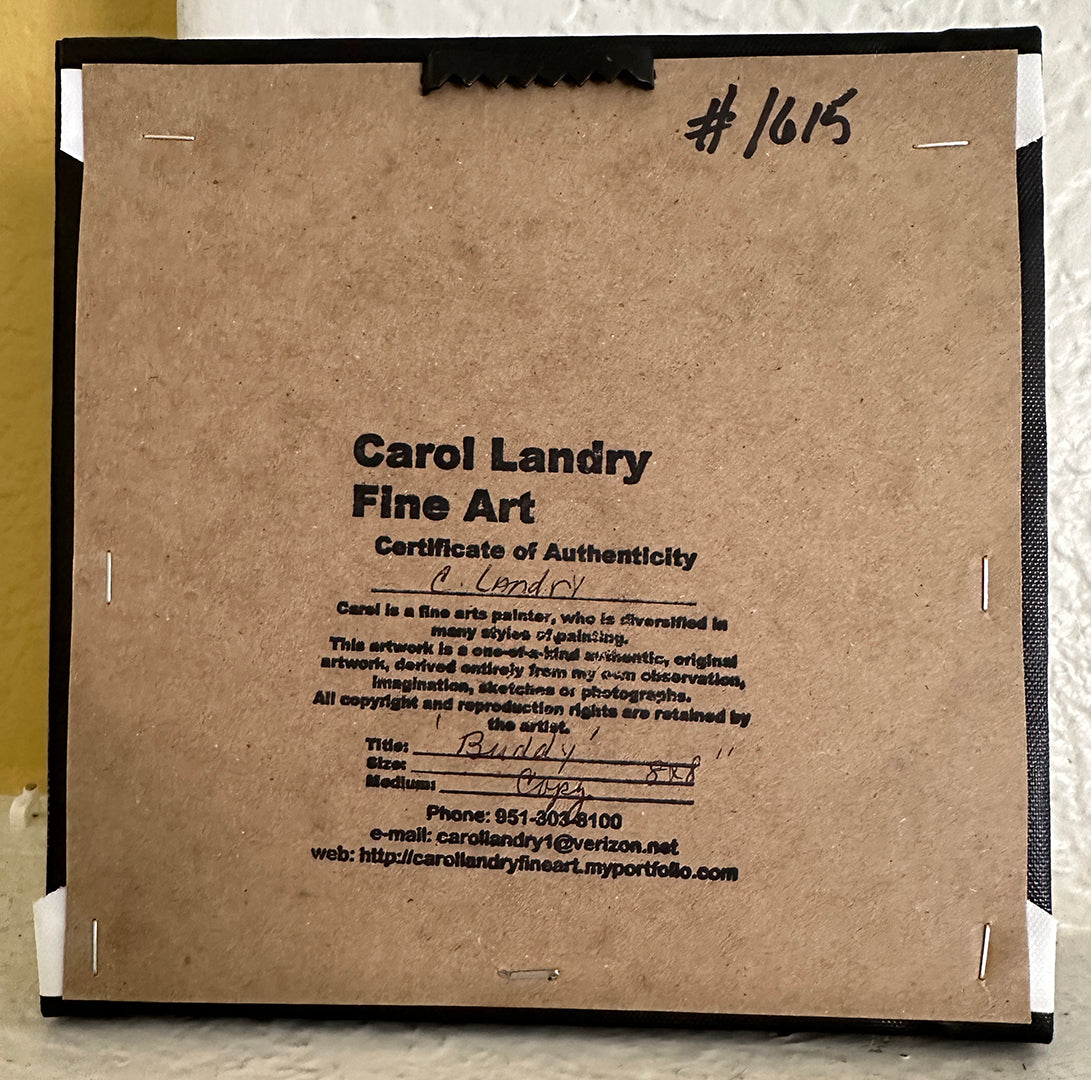 #1615
Carol Landry
Fine Art
Certificate of Authenticity
C. Landry
Carol is a fine arts painter, who is diversified in
many styles of painting.
This artwork is a one-of-a-kind authentic, original
artwork, derived entirely from my own observation,
imagination, sketches or photographs.
All copyright and reproduction rights are retained by
the artist.
Title: 'Buddy'
Size: 8x8"
Medium: Copy
Phone: 951-303-8100
e-mail: carollandry1@verizon.net
web: http://carollandryfineart.myportfolio.com